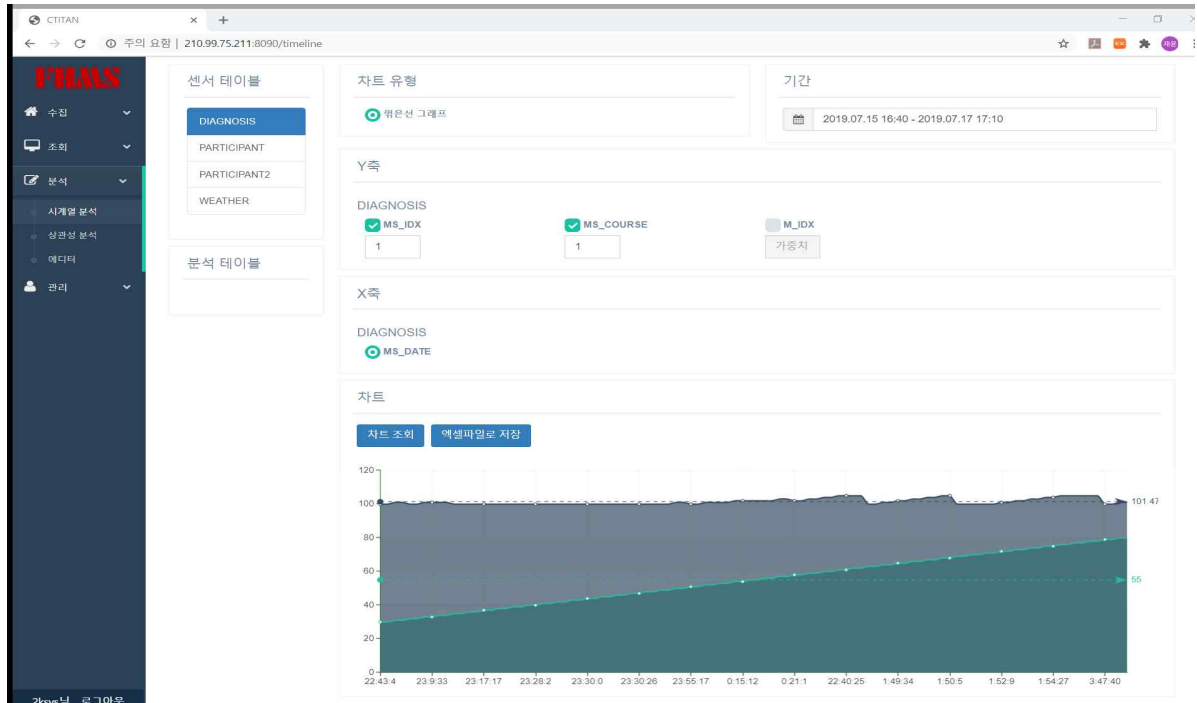 CTITAN
주의 요함 | 210.99.75.211:8090/timeline
재윤
FHAMS
수집
조회
분석
시계열 분석
상관성 분석
에디터
관리
로그아웃
센서 테이블
DIAGNOSIS
PARTICIPANT
PARTICIPANT2
WEATHER
분석 테이블
차트 유형
꺾은선 그래프
기간
2019.07.15 16:40 - 2019.07.17 17:10
Y축
DIAGNOSIS
MS_IDX MS_COURSE M_IDX
1 1 가중치
X축
DIAGNOSIS
MS_DATE
차트
차트 조회 엑셀파일로 저장
120
100
80
60
40
20
0
101.47
55
22:43:4 23:9:33 23:17:17 23:28:2 23:30:0 23:30:26 23:55:17 0:15:12 0:21:1 22:40:25 1:49:34 1:50:5 1:52:9 1:54:27 3:47:40